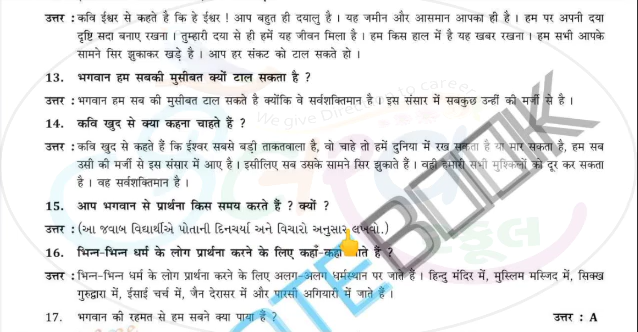 उत्तर : कवि ईश्वर से कहते है कि हे ईश्वर ! आप बहुत ही दयालु है । यह जमीन और आसमान आपका ही है । हम पर अपनी दया
दृष्टि सदा बनाए रखना । तुम्हारी दया से ही हमें यह जीवन मिला है । हम किस हाल में है यह खबर रखना । हम सभी आपके
सामने सिर झुकाकर खड़े है । आप हर संकट को टाल सकते हो ।
13. भगवान हम सबकी मुसीबत क्यों टाल सकता है ?
उत्तर : भगवान हम सब की मुसीबत टाल सकते है क्योंकि वे सर्वशक्तिमान है । इस संसार में सबकुछ उन्हीं की मर्जी से है ।
14. कवि खुद से क्या कहना चाहते हैं ?
उत्तर : कवि खुद से कहते हैं कि ईश्वर सबसे बड़ी ताकतवाला है, वो चाहे तो हमें दुनिया में रख सकता है या मार सकता है, हम सब
उसी की मर्जी से इस संसार में आए है । इसीलिए सब उसके सामने सिर झुकाते हैं । वही हमारी सभी मुश्किलों को दूर कर सकता
है । वह सर्वशक्तिमान है ।
15. आप भगवान से प्रार्थना किस समय करते हैं ? क्यों ?
उत्तर : (આ જવાબ વિદ્યાર્થીએ પોતાની દિનચર્યા અને વિચારો અનુસાર લખવો.)
16. भिन्न-भिन्न धर्म के लोग प्रार्थना करने के लिए कहाँ-कहाँ जाते हैं ?
उत्तर : भिन्न-भिन्न धर्म के लोग प्रार्थना करने के लिए अलग-अलग धर्मस्थान पर जाते हैं । हिन्दु मंदिर में, मुस्लिम मस्जिद में, सिक्ख
गुरुद्वारा में, ईसाई चर्च में, जैन देरासर में और पारसी अगियारी में जाते हैं ।
17. भगवान की रहमत से हम सबने क्या पाया है ? उत्तर : A